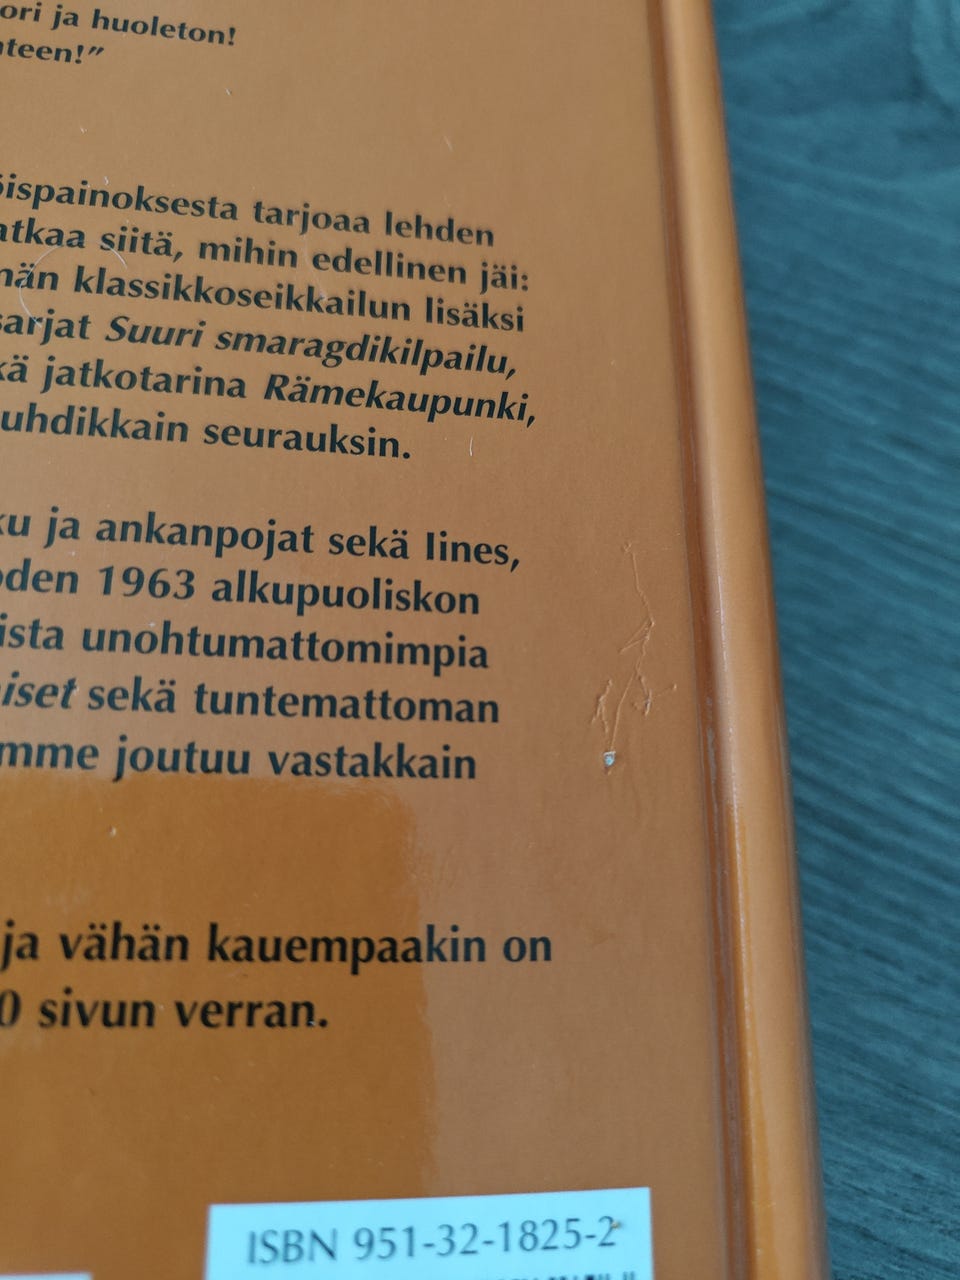 ori ja huoleton!
teen!”
ispainoksesta tarjoaa lehden
atkaa siitä, mihin edellinen jäi:
män klassikkoseikkailun lisäksi
sarjat Suuri smaragdikilpailu,
kä jatkotarina Rämekaupunki,
uhdikkain seurauksin.
ku ja ankanpojat sekä Iines,
oden 1963 alkupuoliskon
ista unohtumattomimpia
iset sekä tuntemattoman
mme joutuu vastakkain
ja vähän kauempaakin on
0 sivun verran.
ISBN 951-32-1825-2